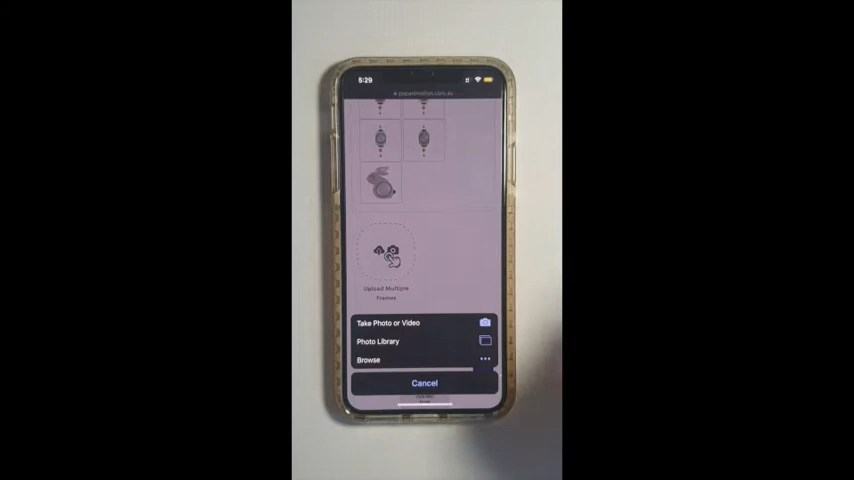 5:29
Upload Multiple
Frames
Take Photo or Video
Photo Library
Browse
Cancel